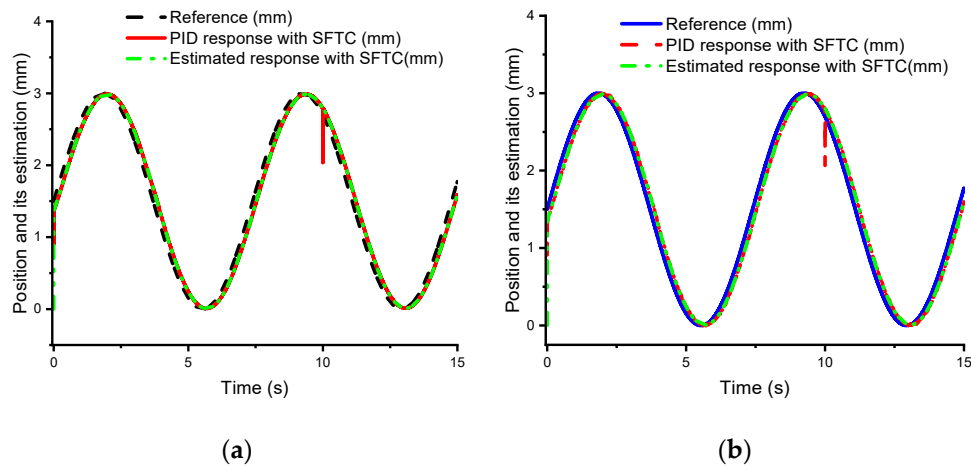 Reference (mm)
PID response with SFTC (mm)
Estimated response with SFTC(mm)
Position and its estimation (mm)
4
3
2
1
0
0
5
10
15
Time (s)
(a)
Reference (mm)
PID response with SFTC (mm)
Estimated response with SFTC(mm)
Position and its estimation (mm)
4
3
2
1
0
0
5
10
15
Time (s)
(b)